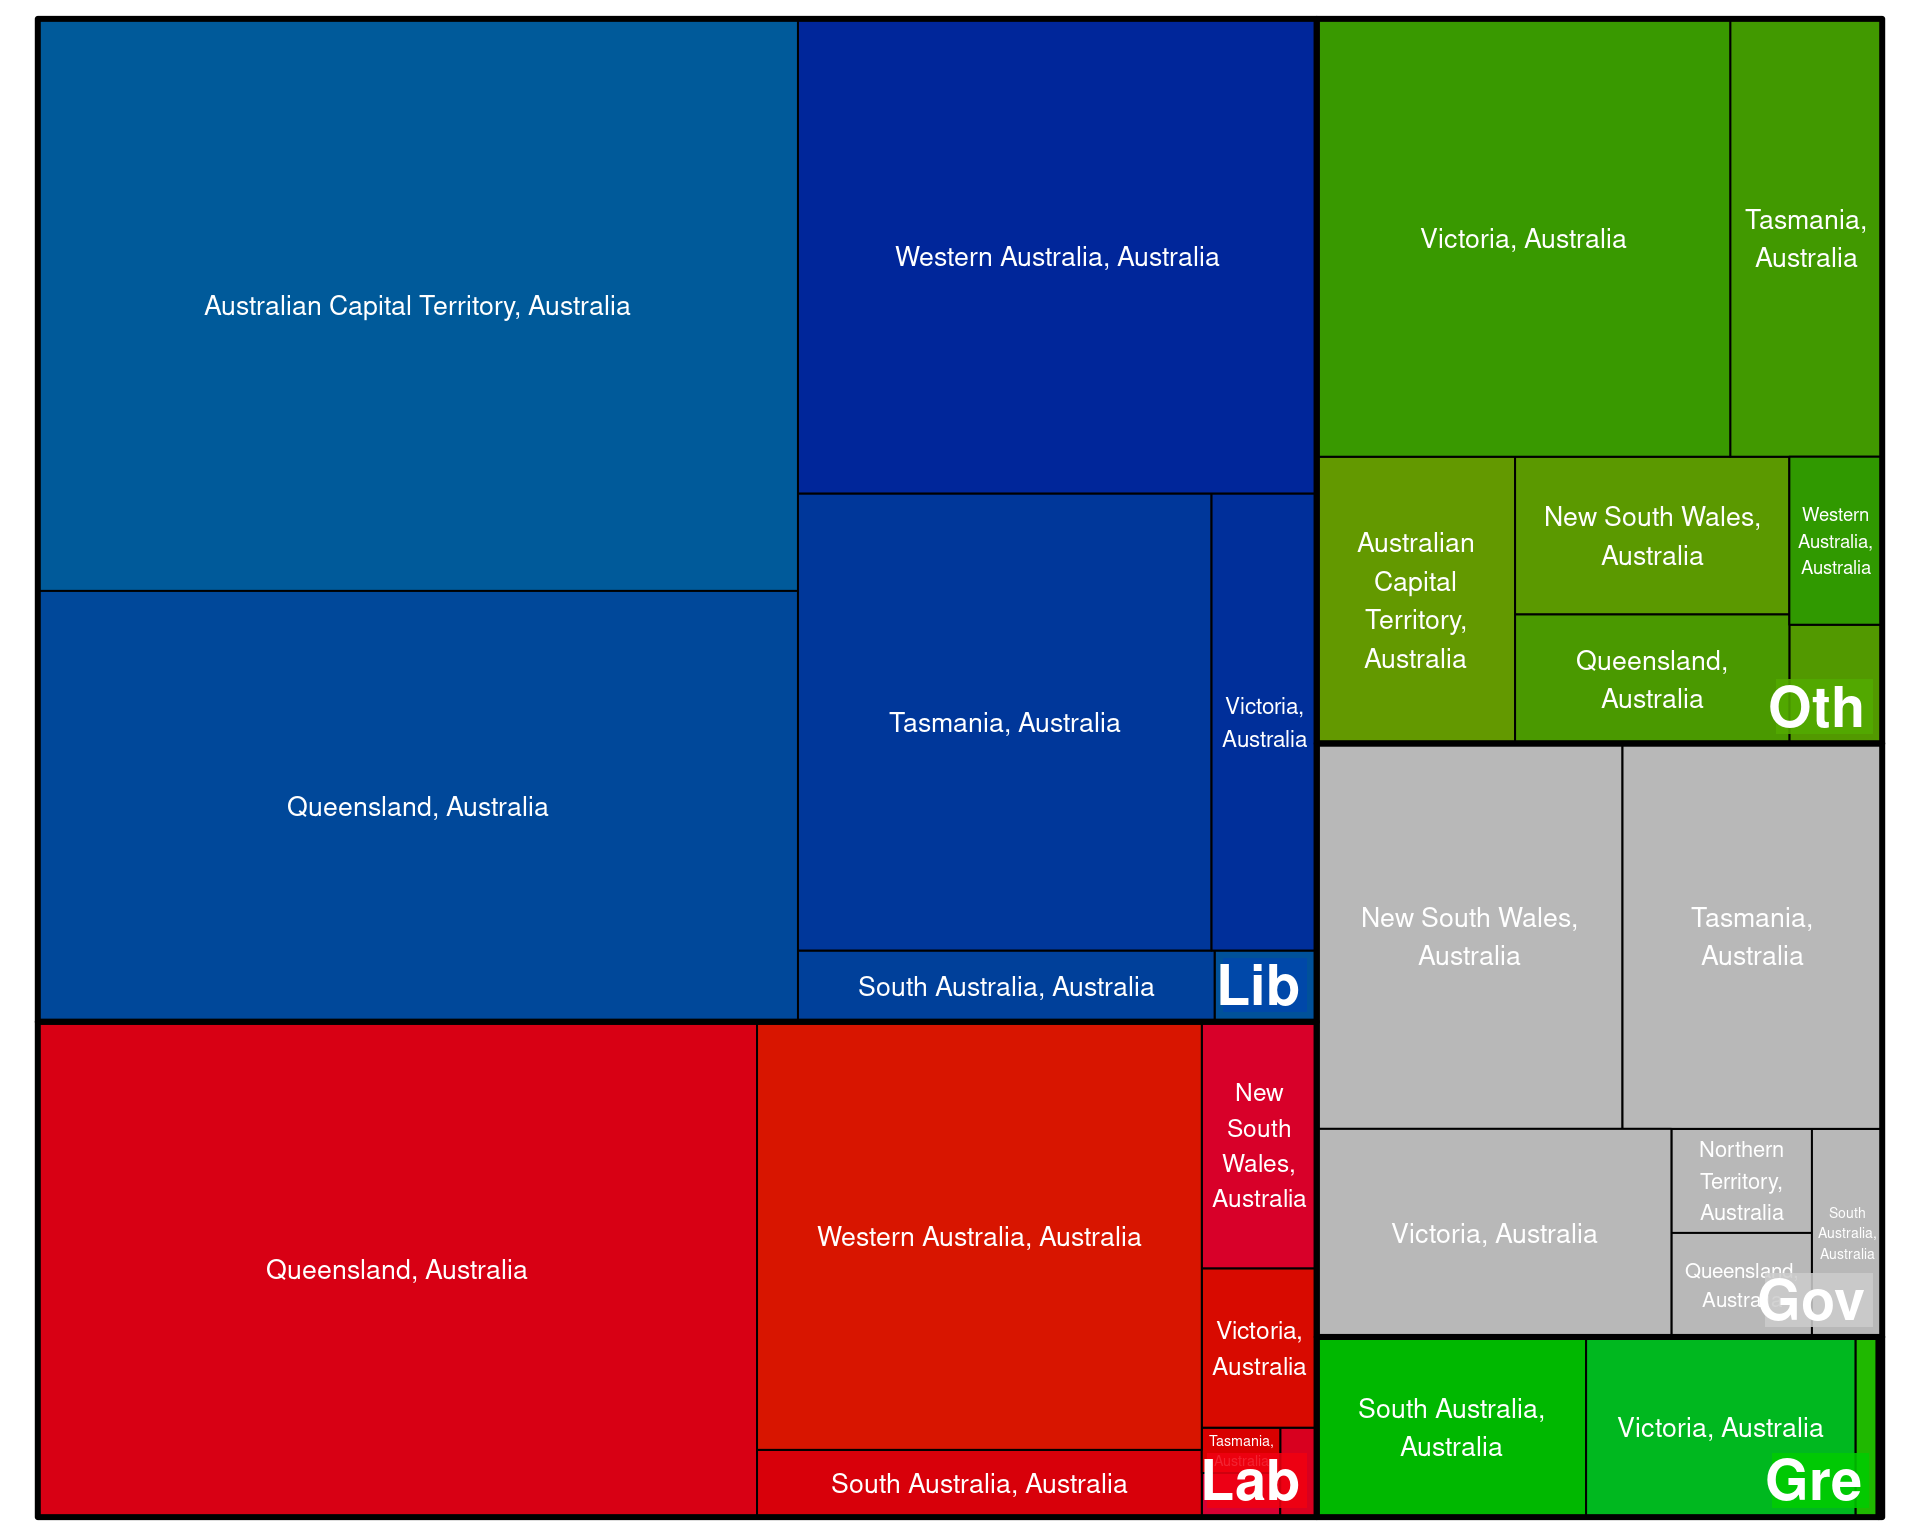 Australian Capital Territory, Australia
Queensland, Australia
Western Australia, Australia
Tasmania, Australia
Victoria,
Australia
South Australia, Australia
Lib
Queensland, Australia
Western Australia, Australia
South Australia, Australia
New
South
Wales,
Australia
Victoria,
Australia
Tasmania,
Australia
Lab
Victoria, Australia
Tasmania,
Australia
Australian
Capital
Territory,
Australia
New South Wales,
Australia
Queensland,
Australia
Western
Australia,
Australia
Oth
New South Wales,
Australia
Tasmania,
Australia
Victoria, Australia
Northern
Territory,
Australia
Queensland,
Australia
South
Australia,
Australia
Gov
South Australia,
Australia
Victoria, Australia
Gre